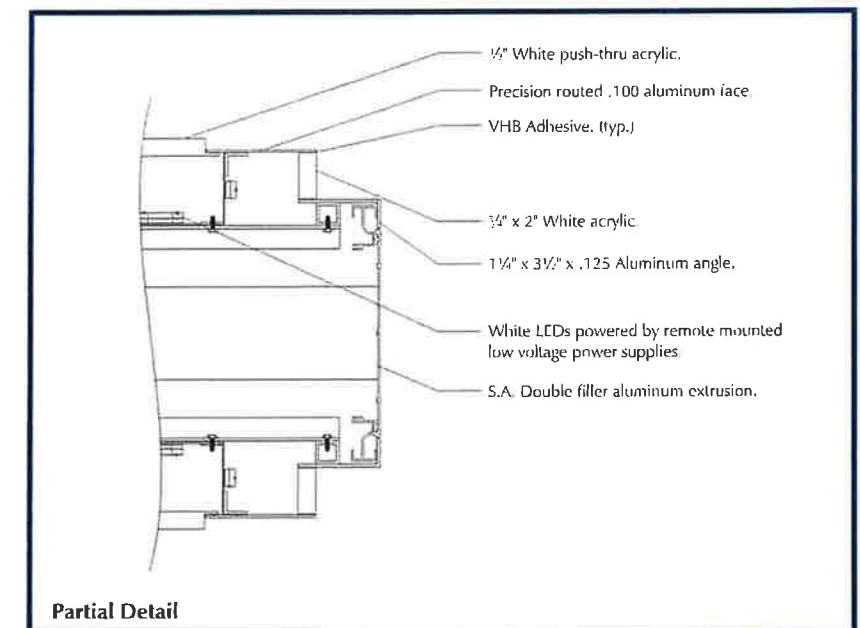 ½" White push-thru acrylic.
Precision routed .100 aluminum face.
VHB Adhesive. (typ.)
¾" x 2" White acrylic.
1¼" x 3½" x .125 Aluminum angle.
White LEDs powered by remote mounted
low voltage power supplies.
S.A. Double filler aluminum extrusion.
Partial Detail